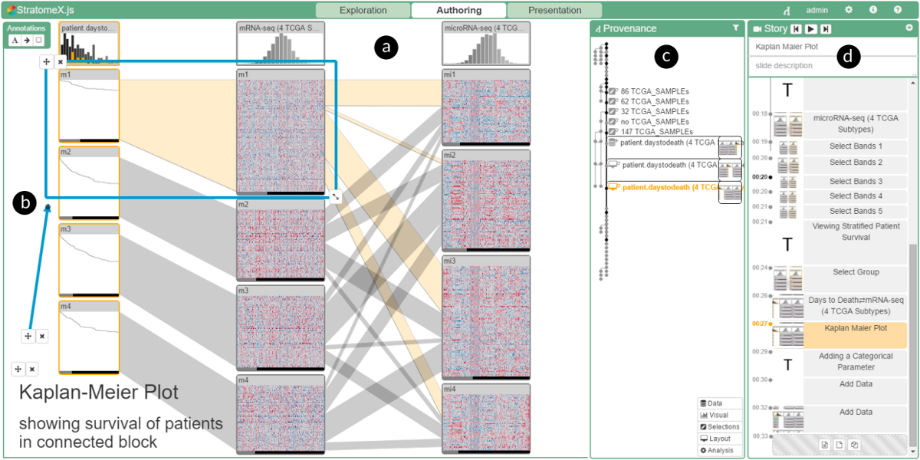 StratomeX.js
Exploration
Authoring
Presentation
admin
Annotations
A
patient.daysto...
mRNA-seq (4 TCGA S...
microRNA-seq (4 TCG...
a
m1
m2
m3
m4
m1
m2
m3
m4
mi1
mi2
mi3
mi4
b
Kaplan-Meier Plot
showing survival of patients
in connected block
Provenance
c
86 TCGA_SAMPLEs
62 TCGA_SAMPLEs
32 TCGA_SAMPLEs
no TCGA_SAMPLEs
147 TCGA_SAMPLEs
patient.daystodeath (4 TCGA
patient.daystodeath (4 TCGA
patient.daystodeath (4 TCGA
Data
Visual
Selections
Layout
Analysis
Story
d
Kaplan Maier Plot
slide description
T
00:18
microRNA-seq (4 TCGA
Subtypes)
00:19
Select Bands 1
00:20
Select Bands 2
00:20
Select Bands 3
00:20
Select Bands 4
00:21
Select Bands 5
00:21
Viewing Stratified Patient
Survival
T
00:24
Select Group
00:26
Days to Death⇄mRNA-seq
(4 TCGA Subtypes)
00:27
Kaplan Maier Plot
00:29
Adding a Categorical
Parameter
T
00:30
Add Data
00:32
Add Data
00:33